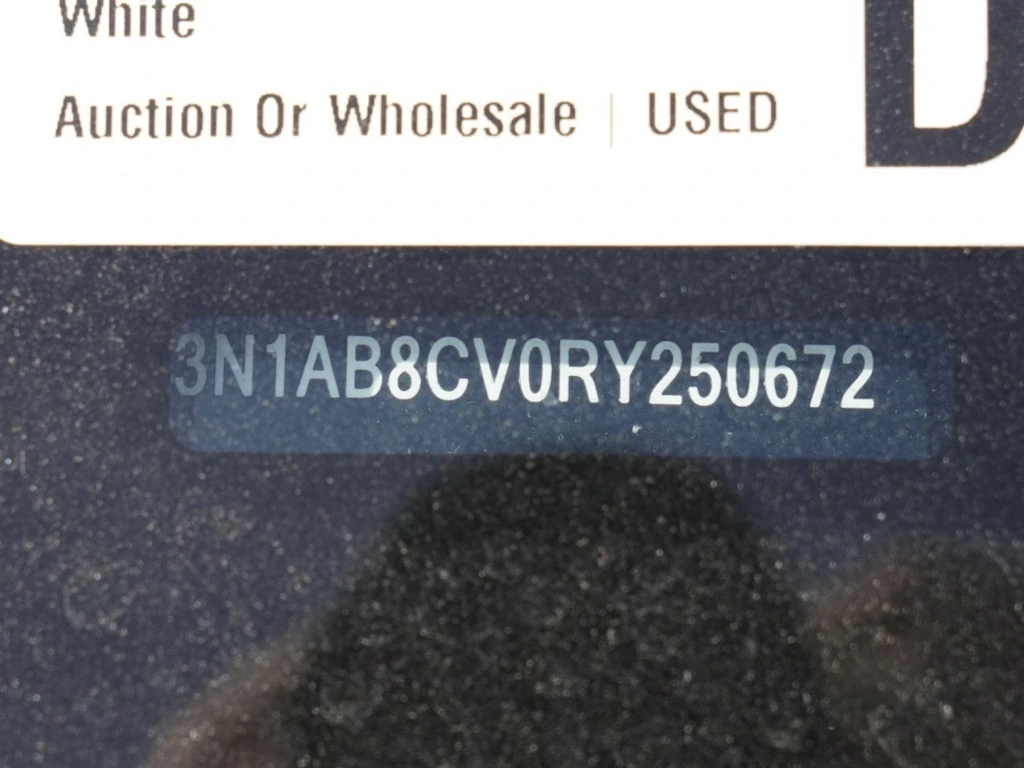 White
Auction Or Wholesale | USED
D
3N1AB8CV0RY250672